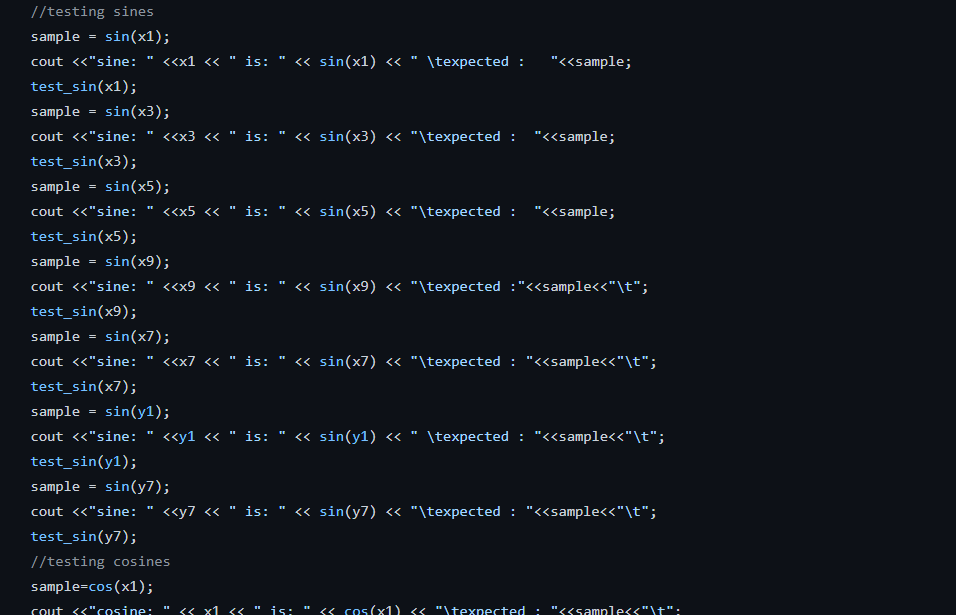 //testing sines
sample = sin(x1);
cout <<"sine: " <<x1 << " is: " << sin(x1) << " \texpected :   "<<sample;
test_sin(x1);
sample = sin(x3);
cout <<"sine: " <<x3 << " is: " << sin(x3) << "\texpected :  "<<sample;
test_sin(x3);
sample = sin(x5);
cout <<"sine: " <<x5 << " is: " << sin(x5) << "\texpected :  "<<sample;
test_sin(x5);
sample = sin(x9);
cout <<"sine: " <<x9 << " is: " << sin(x9) << "\texpected :"<<sample<<"\t";
test_sin(x9);
sample = sin(x7);
cout <<"sine: " <<x7 << " is: " << sin(x7) << "\texpected : "<<sample<<"\t";
test_sin(x7);
sample = sin(y1);
cout <<"sine: " <<y1 << " is: " << sin(y1) << " \texpected : "<<sample<<"\t";
test_sin(y1);
sample = sin(y7);
cout <<"sine: " <<y7 << " is: " << sin(y7) << "\texpected : "<<sample<<"\t";
test_sin(y7);
//testing cosines
sample=cos(x1);
cout <<"cosine: " << x1 << " is: " << cos(x1) << "\texpected : "<<sample<<"\t";